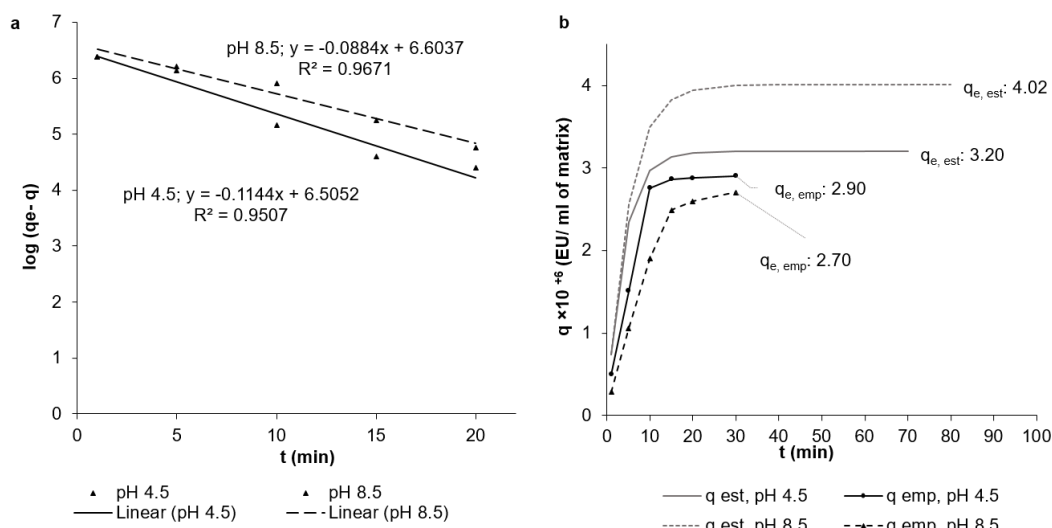 a
7
6
5
4
3
2
1
0
log (qe- q)
pH 8.5; y = -0.0884x + 6.6037
R² = 0.9671
pH 4.5; y = -0.1144x + 6.5052
R² = 0.9507
0 5 10 15 20
t (min)
pH 4.5 pH 8.5
Linear (pH 4.5) Linear (pH 8.5)
b
4
3
2
1
0
q ×10 +6 (EU/ ml of matrix)
qe, est: 4.02
qe, est: 3.20
qe, emp: 2.90
qe, emp: 2.70
0 10 20 30 40 50 60 70 80 90 100
t (min)
q est, pH 4.5 q emp, pH 4.5
q est, pH 8.5 q emp, pH 8.5